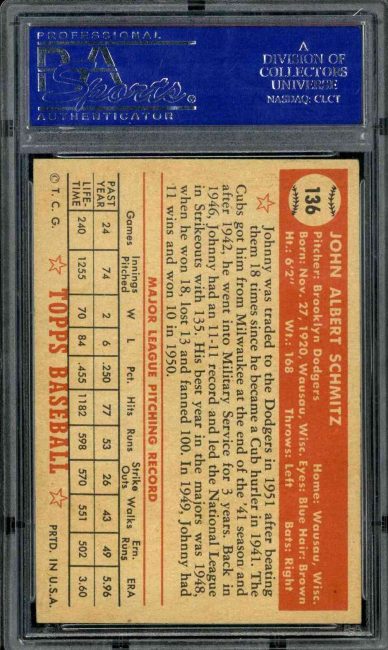 PROFESSIONAL
PSA
Sports
AUTHENTICATOR
A
DIVISION OF
COLLECTORS
UNIVERSE
NASDAQ: CLCT
136
JOHN ALBERT SCHMITZ
Pitcher: Brooklyn Dodgers Home: Wausau, Wisc.
Born: Nov. 27, 1920, Wausau, Wisc. Eyes: Blue Hair: Brown
Ht.: 6'2" Wt.: 168 Throws: Left Bats: Right
Johnny was traded to the Dodgers in 1951 after beating
them 18 times since he became a Cub hurler in 1941. The
Cubs got him from Milwaukee at the end of the '41 season and
after 1942 he went into Military Service for 3 years. Back in
1946, Johnny had an 11-11 record and led the National League
in Strikeouts with 135. His best year in the majors was 1948,
when he won 18 lost 13 and fanned 100. In 1949, Johnny had
11 wins and won 10 in 1950.
MAJOR LEAGUE PITCHING RECORD
Games Innings Pitched W L Pct. Hits Runs Strike Outs Walks Ern. Runs ERA
PAST YEAR 24 74 2 6 .250 77 53 26 43 49 5.96
LIFE-TIME 240 1255 70 84 .455 1182 598 570 551 502 3.60
© T. C. G. TOPPS BASEBALL PRTD. IN U.S.A.